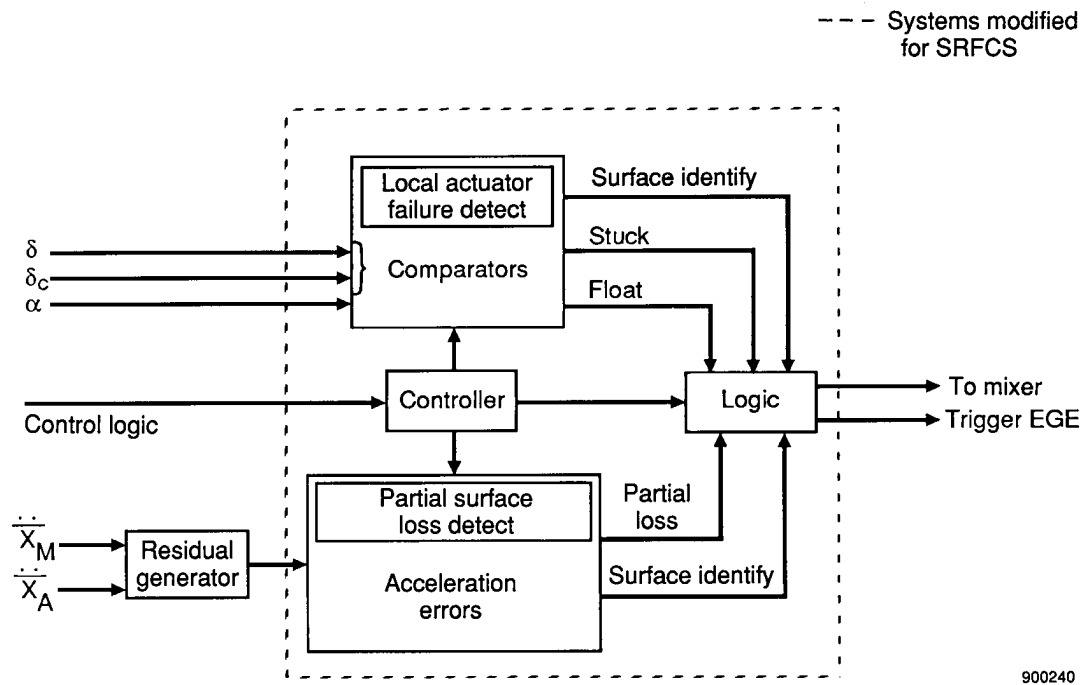 --- Systems modified
for SRFCS
Local actuator
failure detect
Comparators
Surface identify
Stuck
Float
δ
δc
α
Controller
Control logic
Logic
To mixer
Trigger EGE
Partial surface
loss detect
Acceleration
errors
Partial
loss
Surface identify
Ẍ̅M
Ẍ̅A
Residual
generator
900240